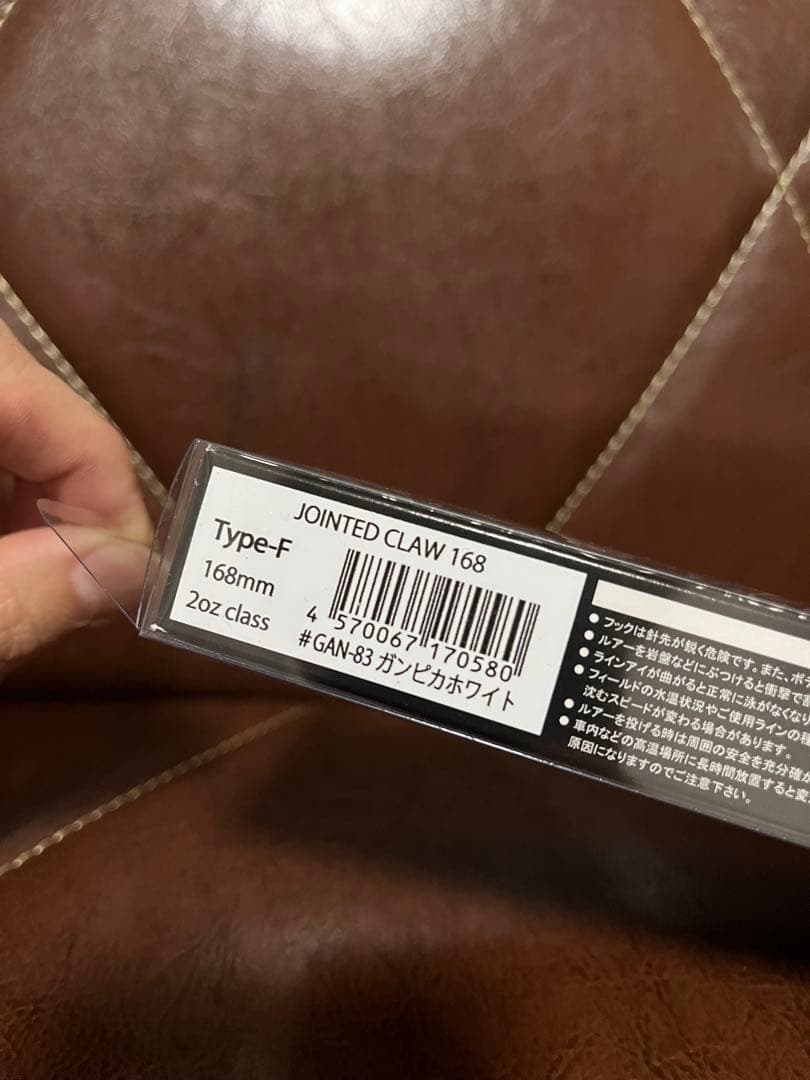 JOINTED CLAW 168
Type-F
168mm
2oz class
4 570067 170580
#GAN-83 ガンピカホワイト
●フックは針先が鋭く危険です。また、ボデ
●ルアーを岩盤などにぶつけると衝撃で
●ラインアイが曲がると正常に泳がなくな
●フィールドの水温状況やご使用ラインの種
沈むスピードが変わる場合があります。
●ルアーを投げる時は周囲の安全を充分確か
●車内などの高温場所に長時間放置すると変
原因になりますのでご注意下さい。